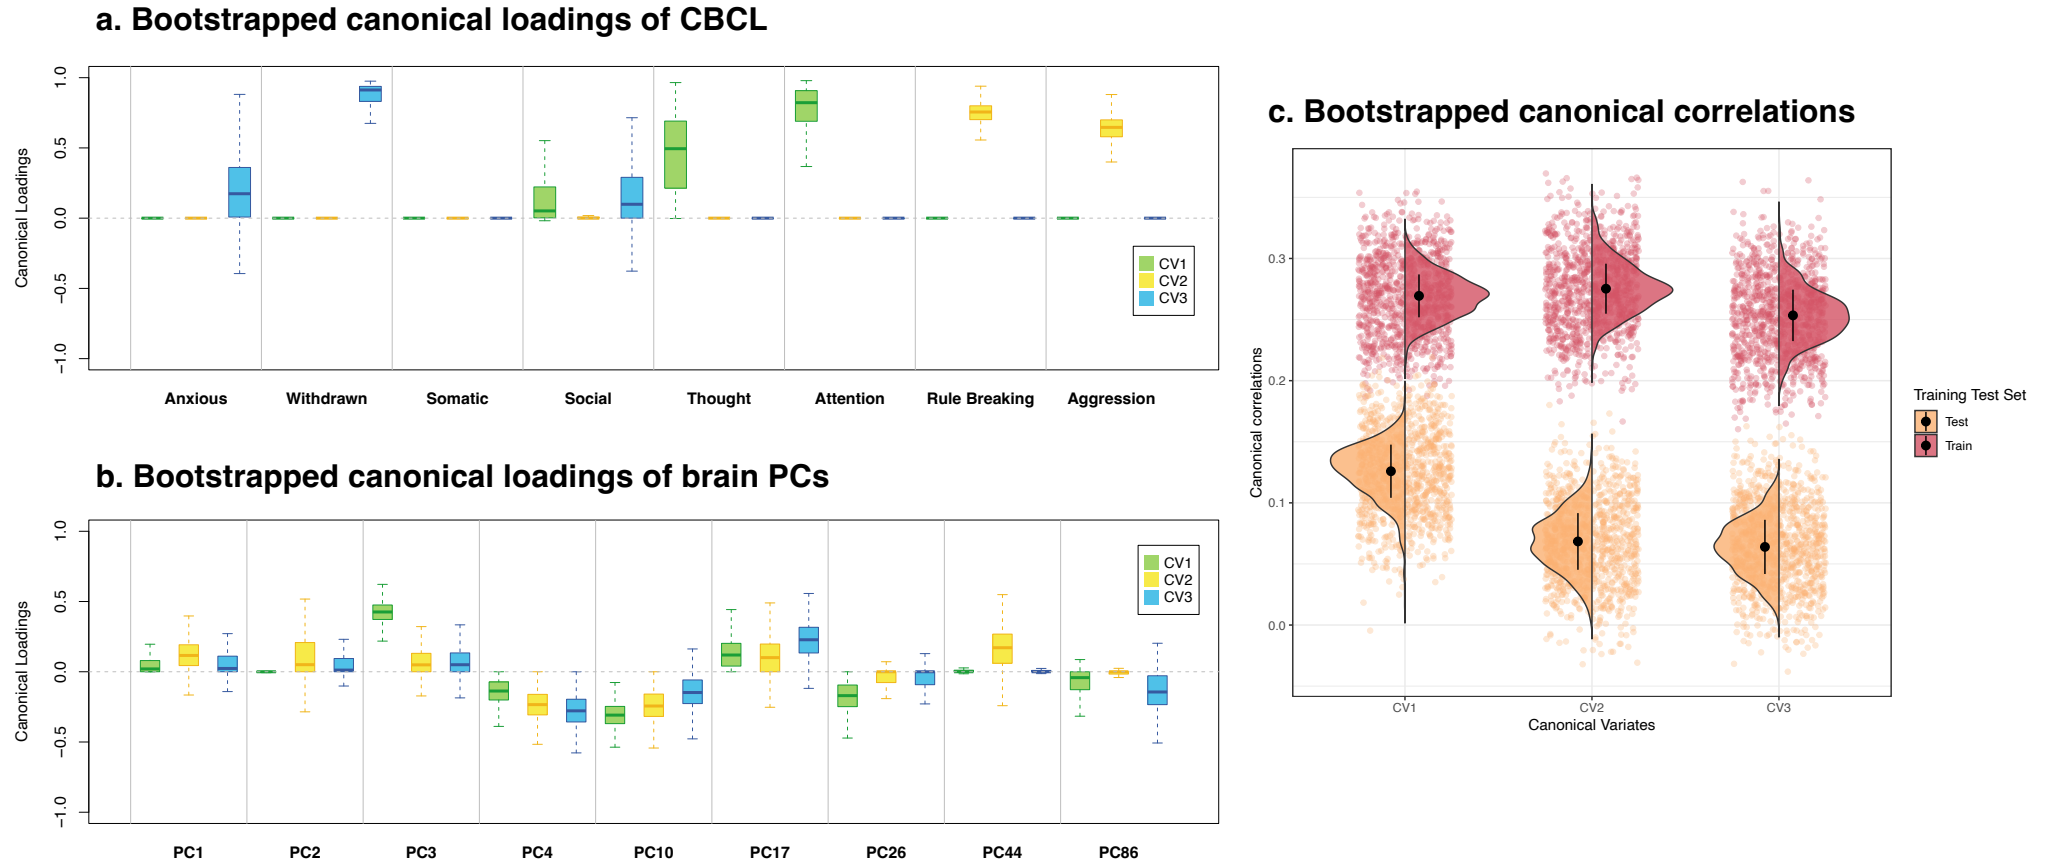 a. Bootstrapped canonical loadings of CBCL
Canonical Loadings
1.0
0.5
0.0
−0.5
−1.0
CV1
CV2
CV3
Anxious
Withdrawn
Somatic
Social
Thought
Attention
Rule Breaking
Aggression
b. Bootstrapped canonical loadings of brain PCs
Canonical Loadings
1.0
0.5
0.0
−0.5
−1.0
CV1
CV2
CV3
PC1
PC2
PC3
PC4
PC10
PC17
PC26
PC44
PC86
c. Bootstrapped canonical correlations
Canonical correlations
0.3
0.2
0.1
0.0
CV1
CV2
CV3
Canonical Variates
Training Test Set
Test
Train